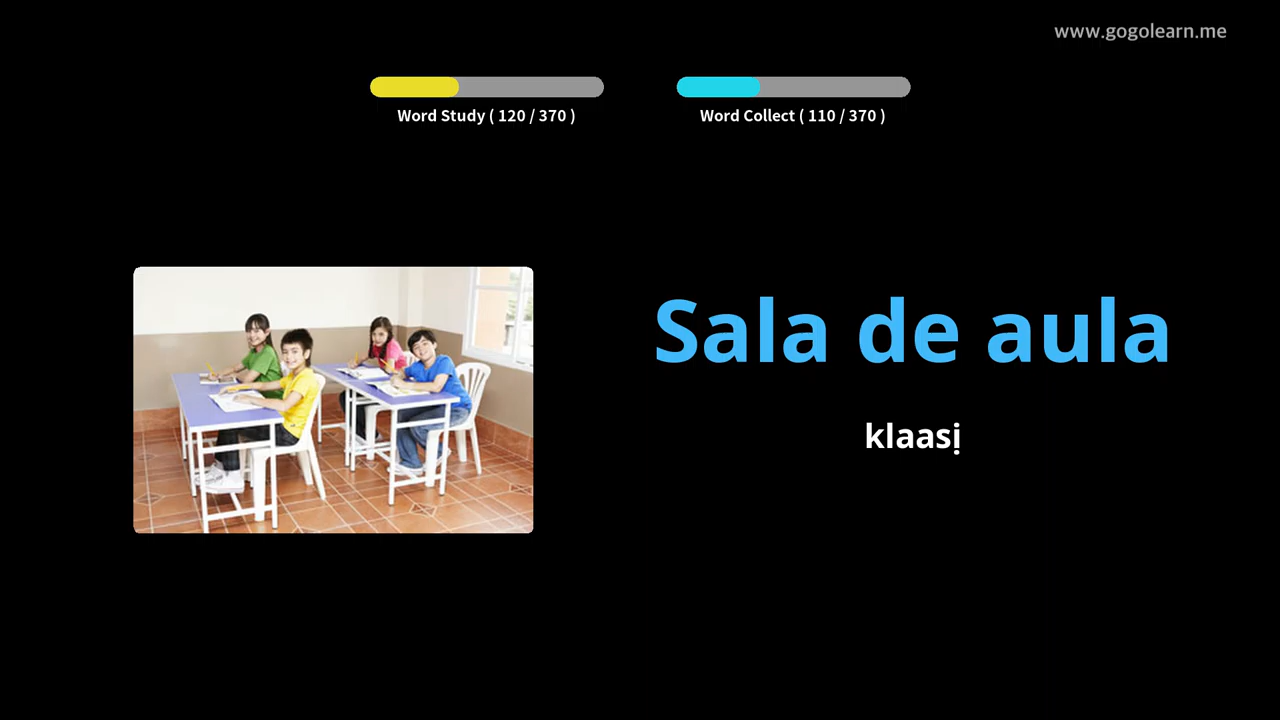 www.gogolearn.me
Word Study ( 120 / 370 )
Word Collect ( 110 / 370 )
Sala de aula
klaasị